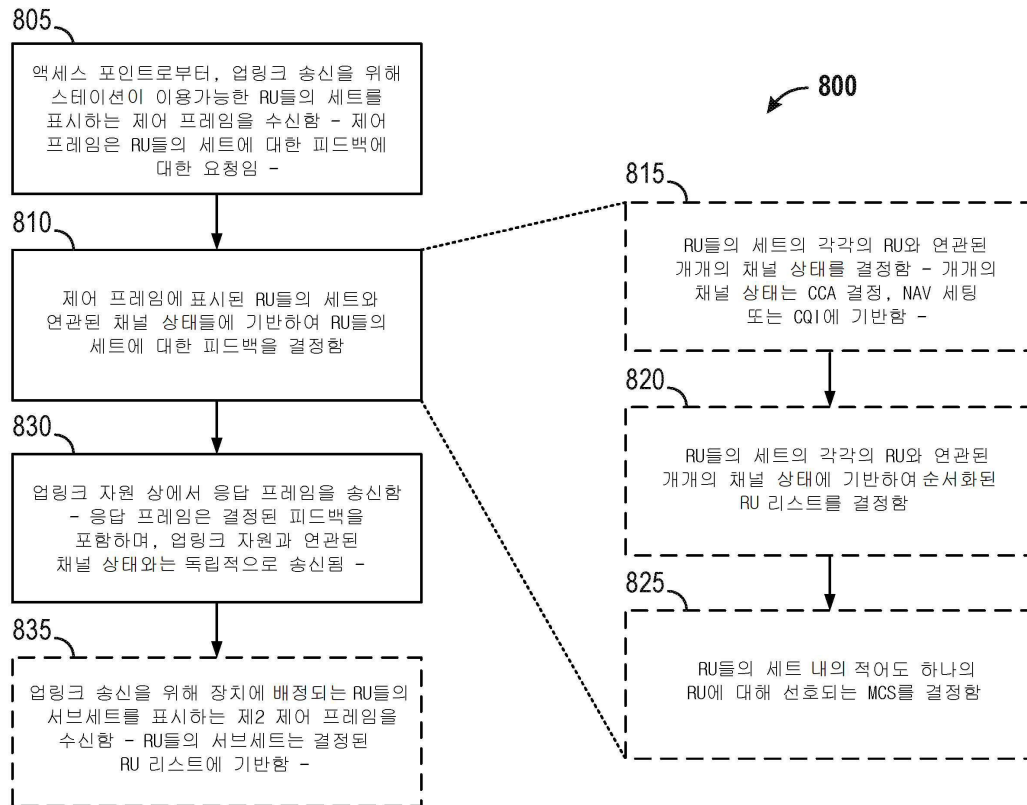 805
액세스 포인트로부터, 업링크 송신을 위해
스테이션이 이용가능한 RU들의 세트를
표시하는 제어 프레임을 수신함 - 제어
프레임은 RU들의 세트에 대한 피드백에
대한 요청임 -
810
제어 프레임에 표시된 RU들의 세트와
연관된 채널 상태들에 기반하여 RU들의
세트에 대한 피드백을 결정함
830
업링크 자원 상에서 응답 프레임을 송신함
- 응답 프레임은 결정된 피드백을
포함하며, 업링크 자원과 연관된
채널 상태와는 독립적으로 송신됨 -
835
업링크 송신을 위해 장치에 배정되는 RU들의
서브세트를 표시하는 제2 제어 프레임을
수신함 - RU들의 서브세트는 결정된
RU 리스트에 기반함 -
800
815
RU들의 세트의 각각의 RU와 연관된
개개의 채널 상태를 결정함 - 개개의
채널 상태는 CCA 결정, NAV 세팅
또는 CQI에 기반함 -
820
RU들의 세트의 각각의 RU와 연관된
개개의 채널 상태에 기반하여 순서화된
RU 리스트를 결정함
825
RU들의 세트 내의 적어도 하나의
RU에 대해 선호되는 MCS를 결정함